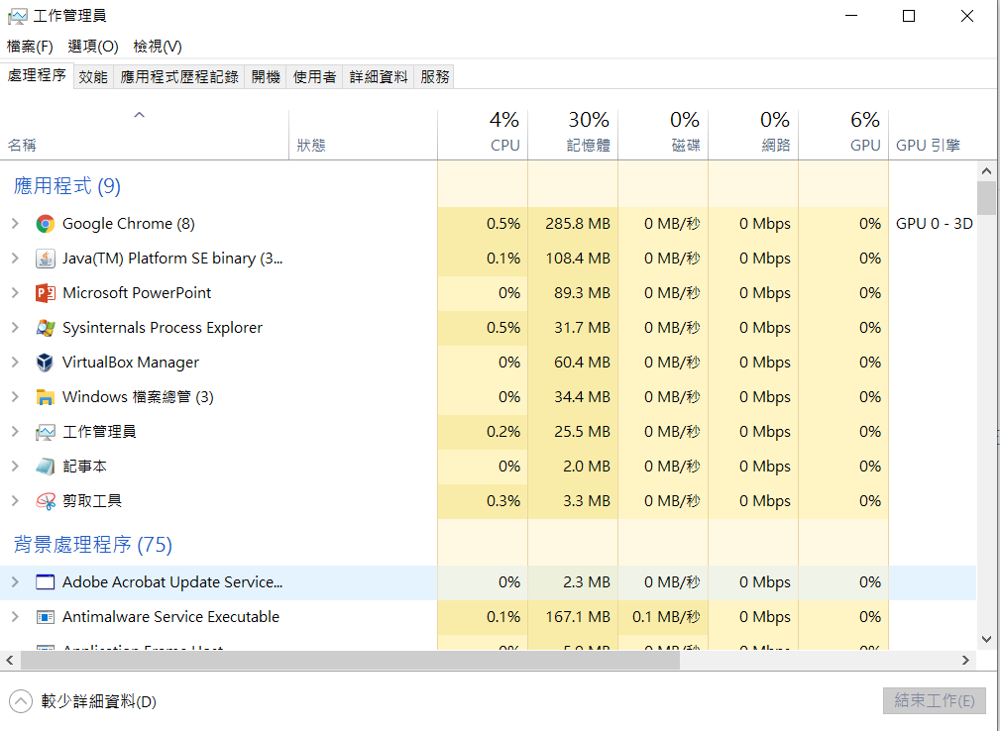 工作管理員
檔案(F) 選項(O) 檢視(V)
處理程序 效能 應用程式歷程記錄 開機 使用者 詳細資料 服務
4% 30% 0% 0% 6%
名稱 狀態 CPU 記憶體 磁碟 網路 GPU GPU 引擎
應用程式 (9)
Google Chrome (8) 0.5% 285.8 MB 0 MB/秒 0 Mbps 0% GPU 0 - 3D
Java(TM) Platform SE binary (3... 0.1% 108.4 MB 0 MB/秒 0 Mbps 0%
Microsoft PowerPoint 0% 89.3 MB 0 MB/秒 0 Mbps 0%
Sysinternals Process Explorer 0.5% 31.7 MB 0 MB/秒 0 Mbps 0%
VirtualBox Manager 0% 60.4 MB 0 MB/秒 0 Mbps 0%
Windows 檔案總管 (3) 0% 34.4 MB 0 MB/秒 0 Mbps 0%
工作管理員 0.2% 25.5 MB 0 MB/秒 0 Mbps 0%
記事本 0% 2.0 MB 0 MB/秒 0 Mbps 0%
剪取工具 0.3% 3.3 MB 0 MB/秒 0 Mbps 0%
背景處理程序 (75)
Adobe Acrobat Update Service... 0% 2.3 MB 0 MB/秒 0 Mbps 0%
Antimalware Service Executable 0.1% 167.1 MB 0.1 MB/秒 0 Mbps 0%
Application Frame Host 0% 0 MB/秒 0 Mbps 0%
較少詳細資料(D) 結束工作(E)